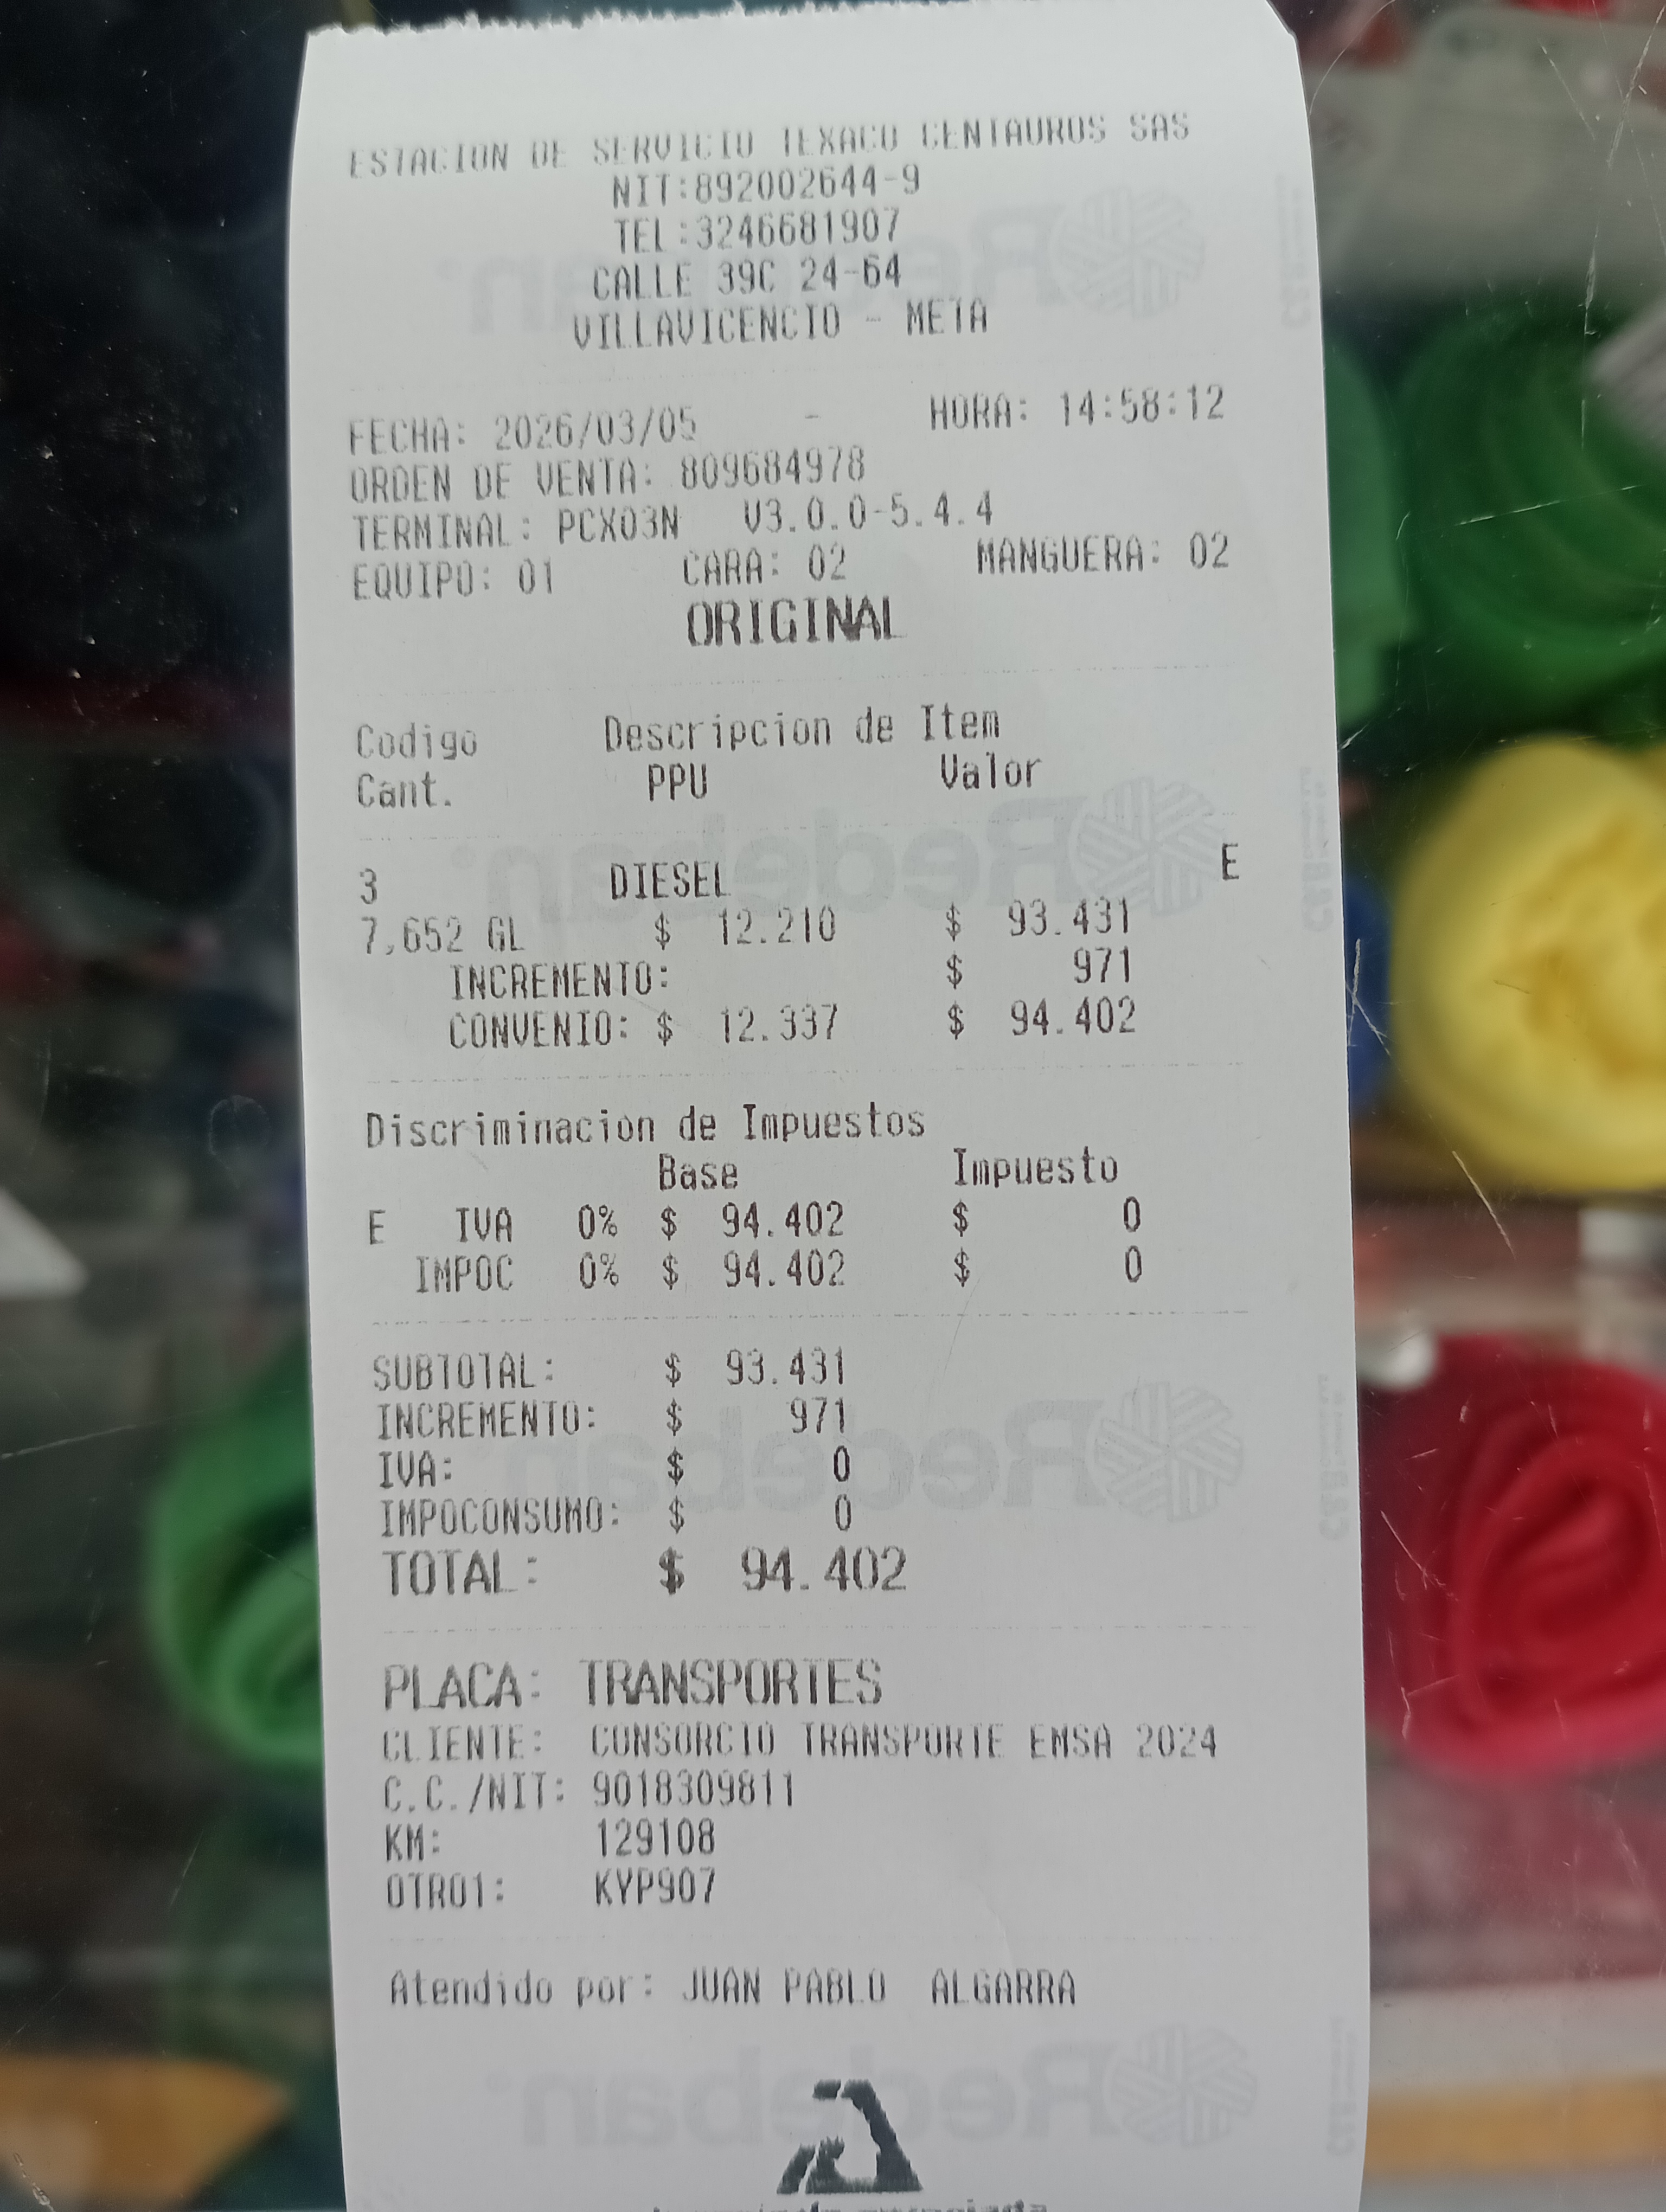 ESTACION DE SERVICIO TEXACO CENTAUROS SAS
NIT:892002644-9
TEL:3246681907
CALLE 39C 24-64
VILLAVICENCIO - META
FECHA: 2026/03/05 - HORA: 14:58:12
ORDEN DE VENTA: 809684978
TERMINAL: PCX03N V3.0.0-5.4.4
EQUIPO: 01 CARA: 02 MANGUERA: 02
ORIGINAL
Codigo Descripcion de Item
Cant. PPU Valor
3 DIESEL E
7,652 GL $ 12.210 $ 93.431
INCREMENTO: $ 971
CONVENIO: $ 12.337 $ 94.402
Discriminacion de Impuestos
Base Impuesto
E IVA 0% $ 94.402 $ 0
IMPOC 0% $ 94.402 $ 0
SUBTOTAL: $ 93.431
INCREMENTO: $ 971
IVA: $ 0
IMPOCONSUMO: $ 0
TOTAL: $ 94.402
PLACA: TRANSPORTES
CLIENTE: CONSORCIO TRANSPORTE EMSA 2024
C.C./NIT: 9018309811
KM: 129108
OTRO1: KYP907
Atendido por: JUAN PABLO ALGARRA
Redeban
Redeban
Redeban
Redeban